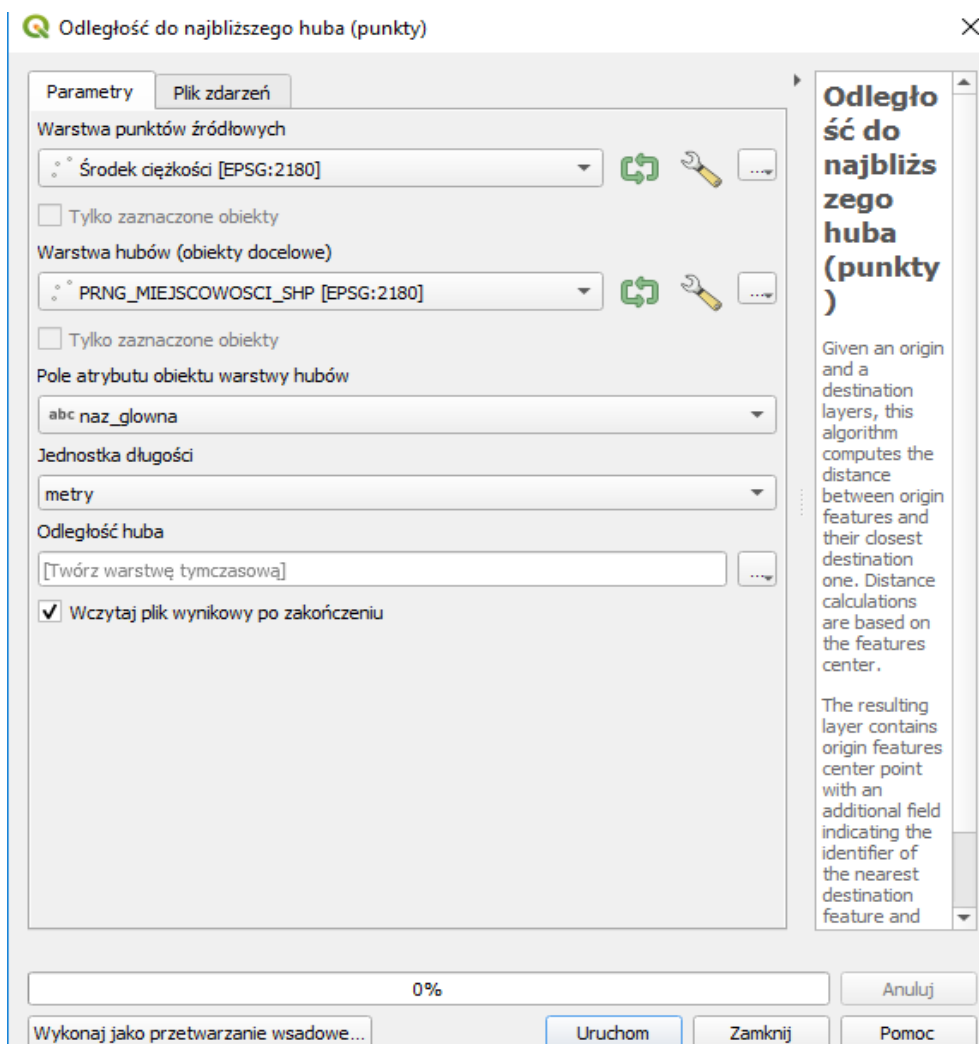 Odległość do najbliższego huba (punkty)
Parametry
Plik zdarzeń
Warstwa punktów źródłowych
Środek ciężkości [EPSG:2180]
...
Tylko zaznaczone obiekty
Warstwa hubów (obiekty docelowe)
PRNG_MIEJSCOWOSCI_SHP [EPSG:2180]
...
Tylko zaznaczone obiekty
Pole atrybutu obiektu warstwy hubów
abc naz_glowna
Jednostka długości
metry
Odległość huba
[Twórz warstwę tymczasową]
...
Wczytaj plik wynikowy po zakończeniu
Odległo
ść do
najbliżs
zego
huba
(punkty
)
Given an origin
and a
destination
layers, this
algorithm
computes the
distance
between origin
features and
their closest
destination
one. Distance
calculations
are based on
the features
center.
The resulting
layer contains
origin features
center point
with an
additional field
indicating the
identifier of
the nearest
destination
feature and
0%
Anuluj
Wykonaj jako przetwarzanie wsadowe...
Uruchom
Zamknij
Pomoc